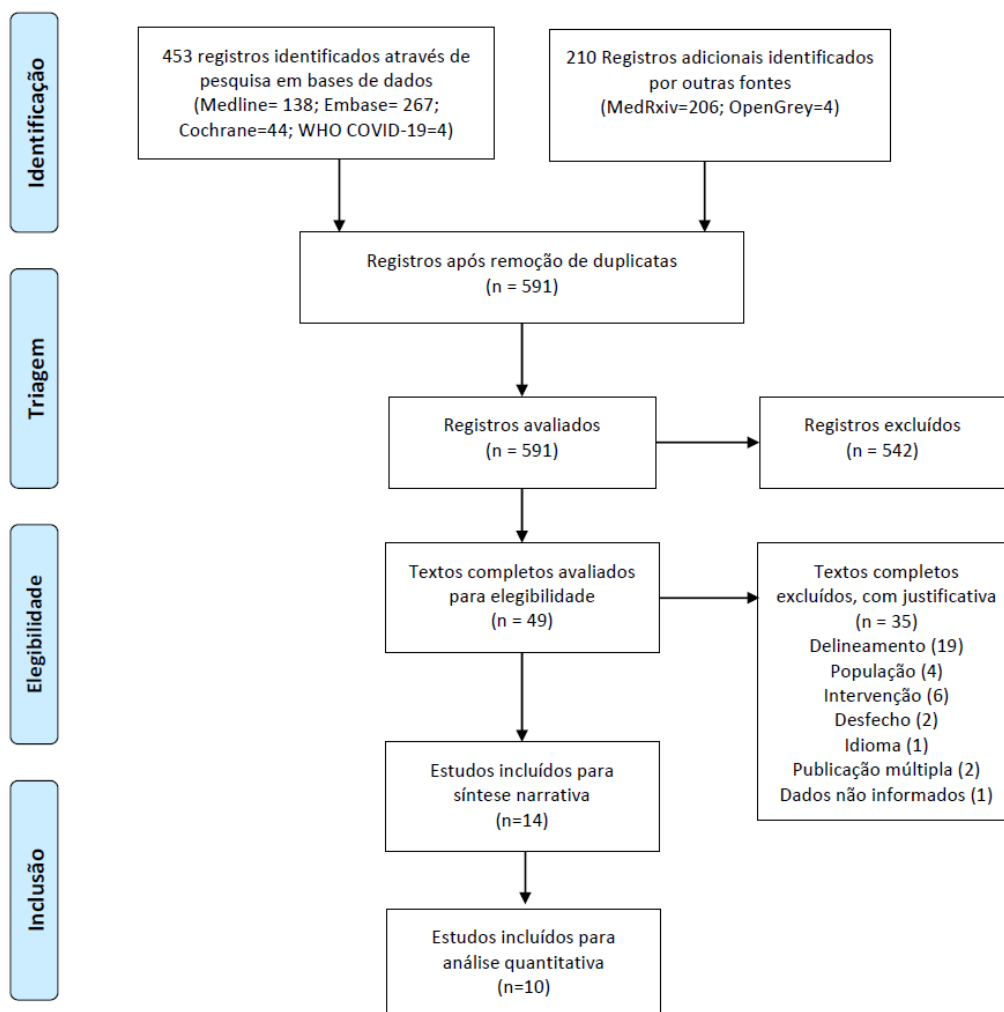 Identificação
453 registros identificados através de
pesquisa em bases de dados
(Medline= 138; Embase= 267;
Cochrane=44; WHO COVID-19=4)
210 Registros adicionais identificados
por outras fontes
(MedRxiv=206; OpenGrey=4)
Registros após remoção de duplicatas
(n = 591)
Triagem
Registros avaliados
(n = 591)
Registros excluídos
(n = 542)
Elegibilidade
Textos completos avaliados
para elegibilidade
(n = 49)
Textos completos
excluídos, com justificativa
(n = 35)
Delineamento (19)
População (4)
Intervenção (6)
Desfecho (2)
Idioma (1)
Publicação múltipla (2)
Dados não informados (1)
Estudos incluídos para
síntese narrativa
(n=14)
Inclusão
Estudos incluídos para
análise quantitativa
(n=10)